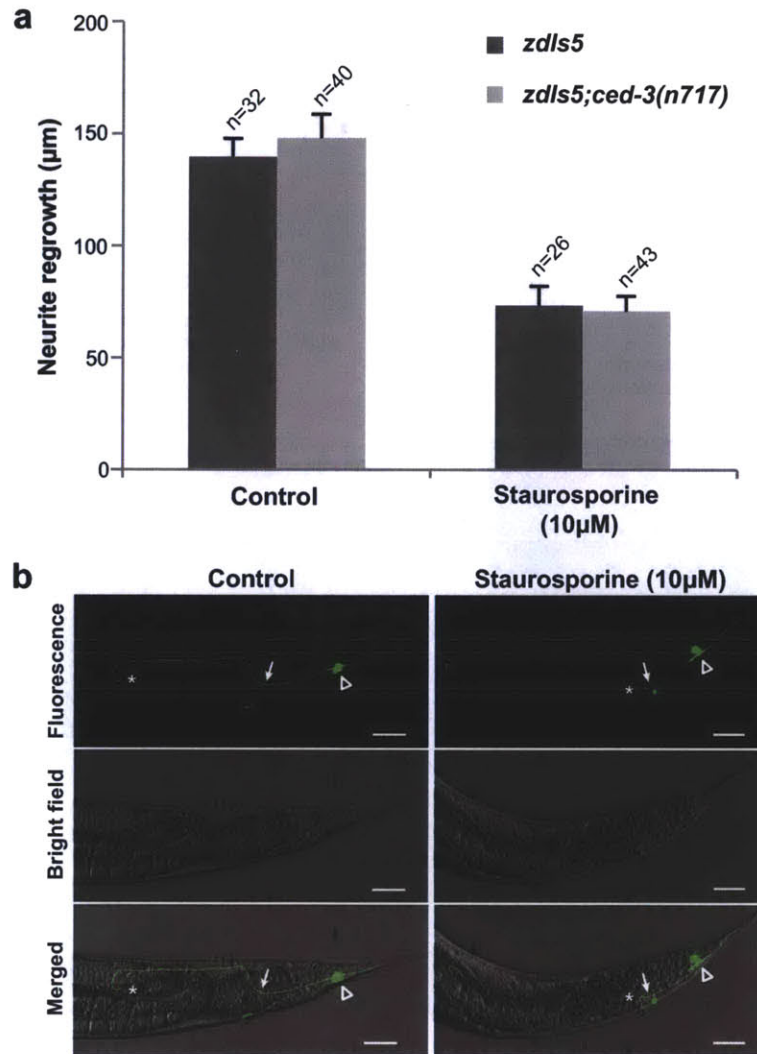 a
200
150
100
50
0
Neurite regrowth (µm)
zdIs5
zdIs5;ced-3(n717)
n=32
n=40
n=26
n=43
Control
Staurosporine
(10µM)
b
Control
Staurosporine (10µM)
Fluorescence
*
*
Bright field
Merged
*
*